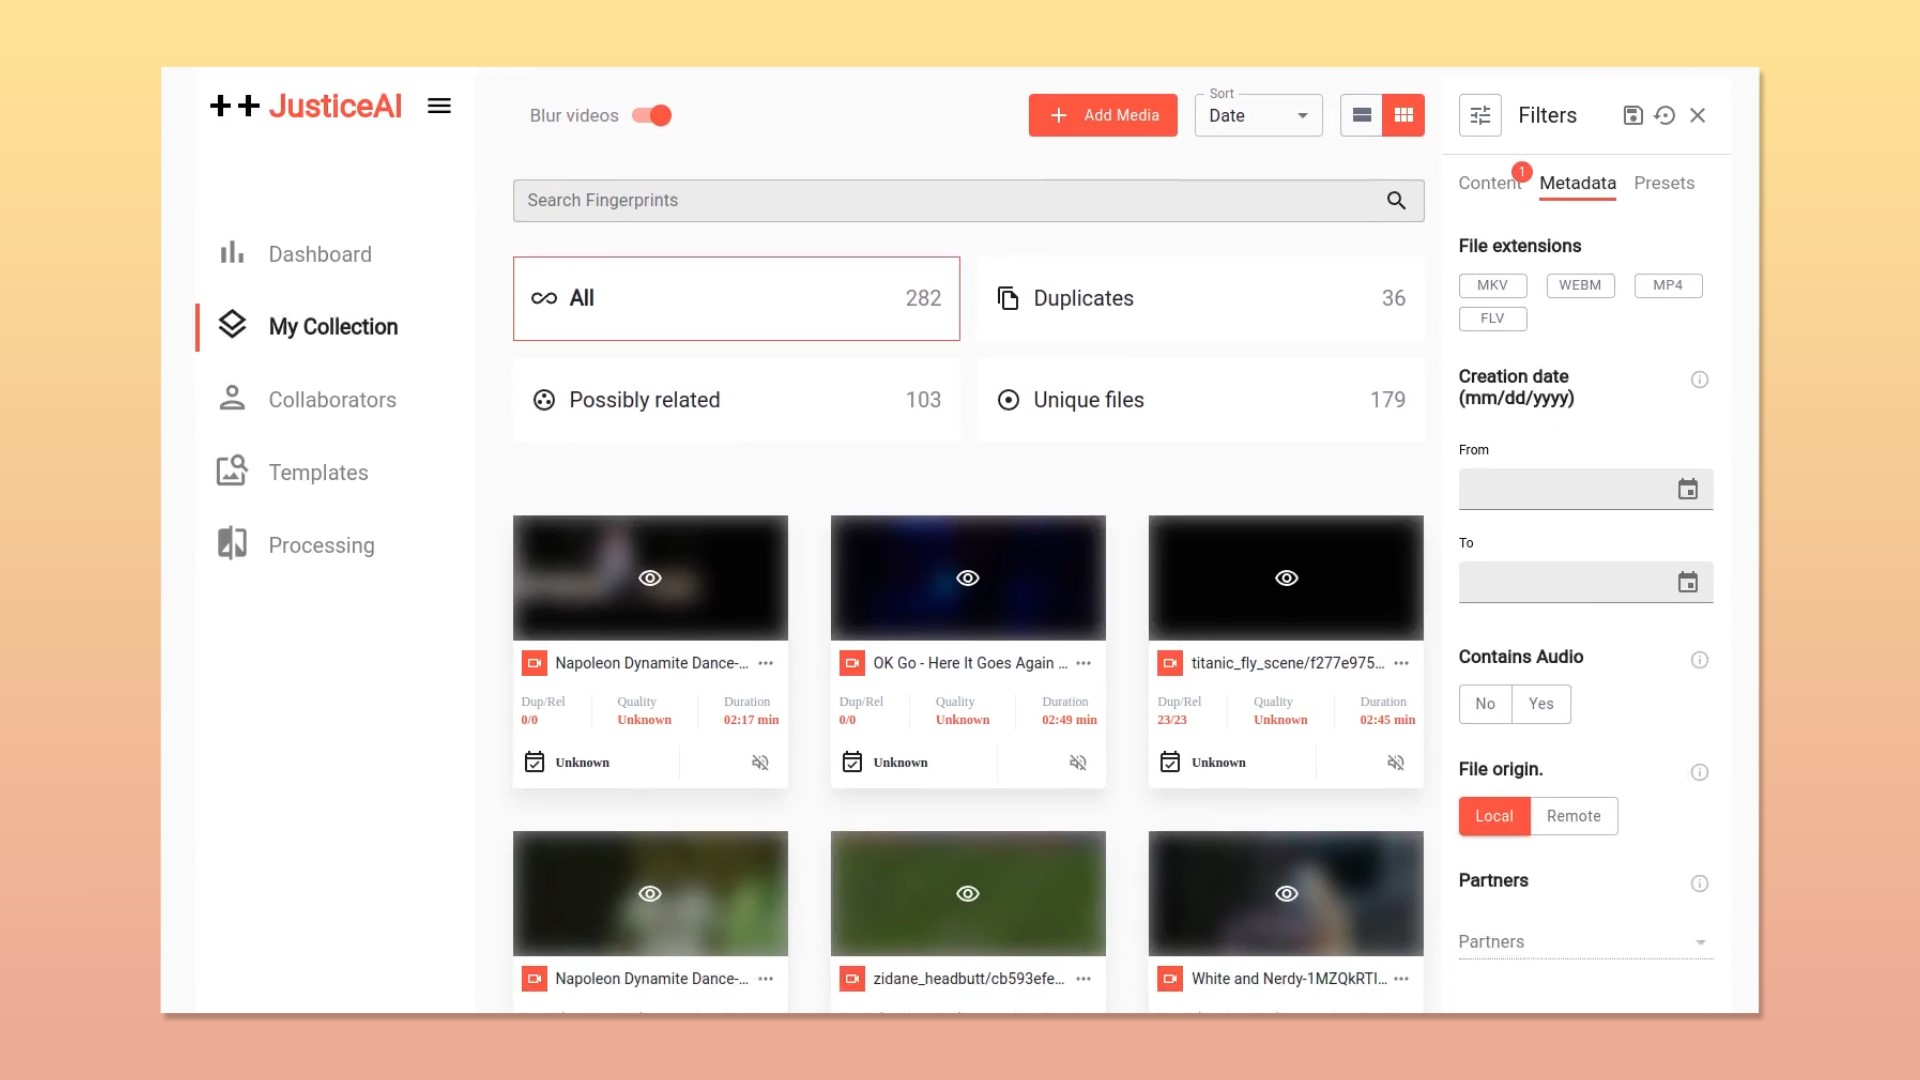 ++ JusticeAI
Dashboard
My Collection
Collaborators
Templates
Processing
Blur videos
Add Media
Sort
Date
Search Fingerprints
All 282
Duplicates 36
Possibly related 103
Unique files 179
Napoleon Dynamite Dance-...
Dup/Rel Quality Duration
0/0 Unknown 02:17 min
Unknown
OK Go - Here It Goes Again ...
Dup/Rel Quality Duration
0/0 Unknown 02:49 min
Unknown
titanic_fly_scene/f277e975...
Dup/Rel Quality Duration
23/23 Unknown 02:45 min
Unknown
Napoleon Dynamite Dance-...
zidane_headbutt/cb593efe...
White and Nerdy-1MZQkRTI...
Filters
Content 1 Metadata Presets
File extensions
MKV WEBM MP4
FLV
Creation date
(mm/dd/yyyy)
From
To
Contains Audio
No Yes
File origin.
Local Remote
Partners
Partners